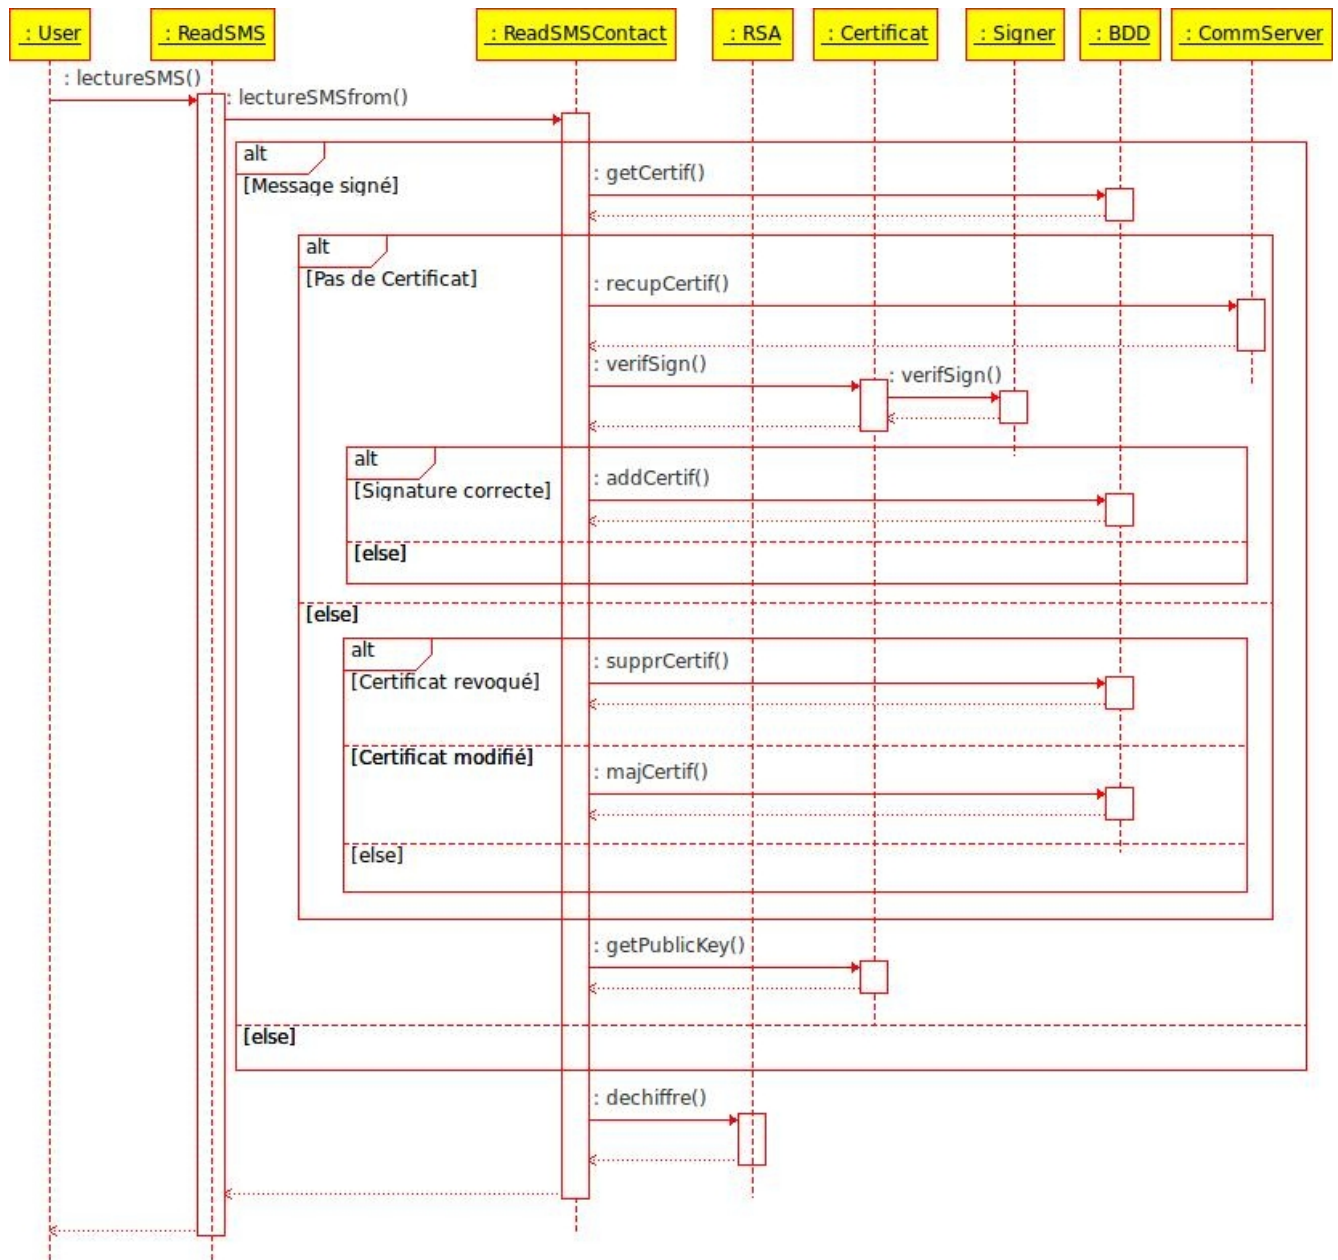 : User
: ReadSMS
: ReadSMSContact
: RSA
: Certificat
: Signer
: BDD
: CommServer
: lectureSMS()
: lectureSMSfrom()
alt
[Message signé]
: getCertif()
alt
[Pas de Certificat]
: recupCertif()
: verifSign()
: verifSign()
alt
[Signature correcte]
: addCertif()
[else]
[else]
alt
[Certificat revoqué]
: supprCertif()
[Certificat modifié]
: majCertif()
[else]
: getPublicKey()
[else]
: dechiffre()